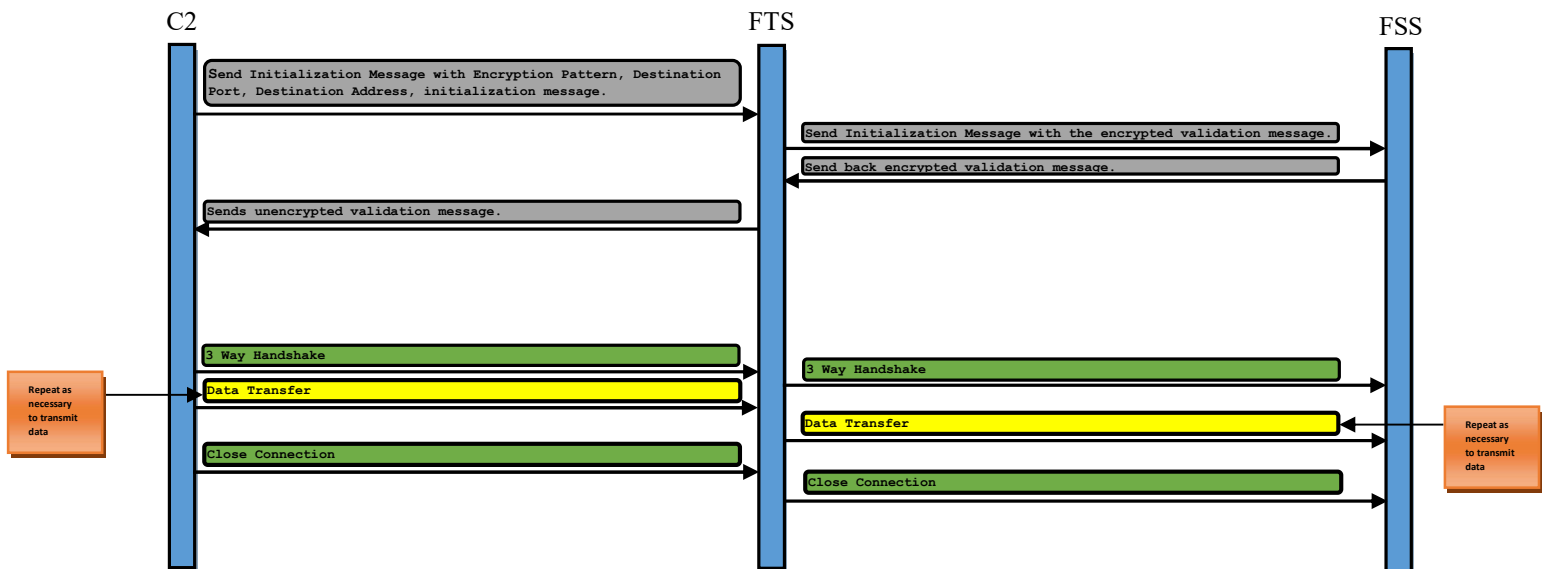 C2
FTS
FSS
Send Initialization Message with Encryption Pattern, Destination
Port, Destination Address, initialization message.
Send Initialization Message with the encrypted validation message.
Send back encrypted validation message.
Sends unencrypted validation message.
3 Way Handshake
3 Way Handshake
Repeat as
necessary
to transmit
data
Data Transfer
Data Transfer
Repeat as
necessary
to transmit
data
Close Connection
Close Connection